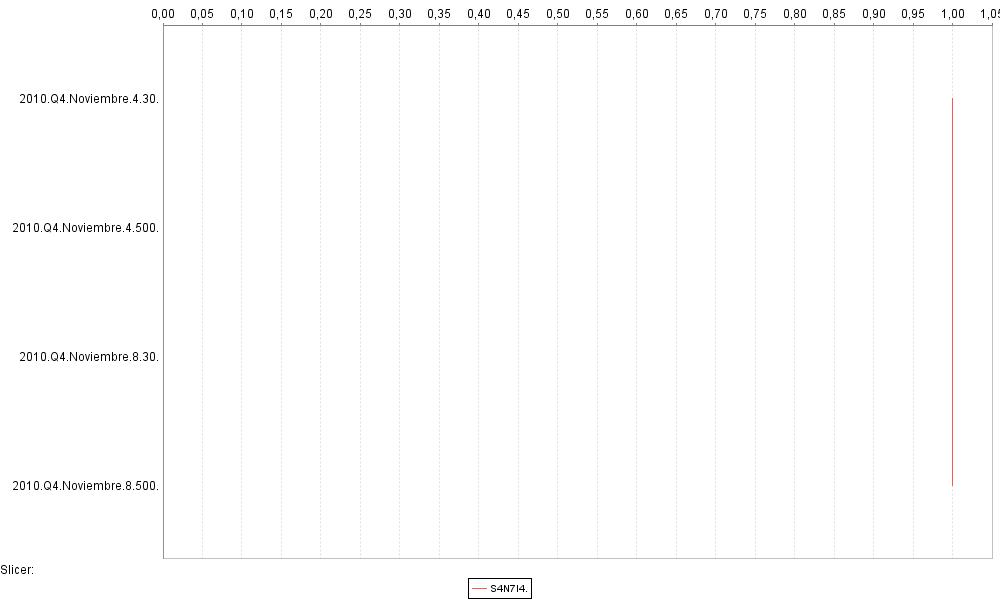 0,00 0,05 0,10 0,15 0,20 0,25 0,30 0,35 0,40 0,45 0,50 0,55 0,60 0,65 0,70 0,75 0,80 0,85 0,90 0,95 1,00 1,05
2010.Q4.Noviembre.4.30.
2010.Q4.Noviembre.4.500.
2010.Q4.Noviembre.8.30.
2010.Q4.Noviembre.8.500.
Slicer:
S4N7I4.